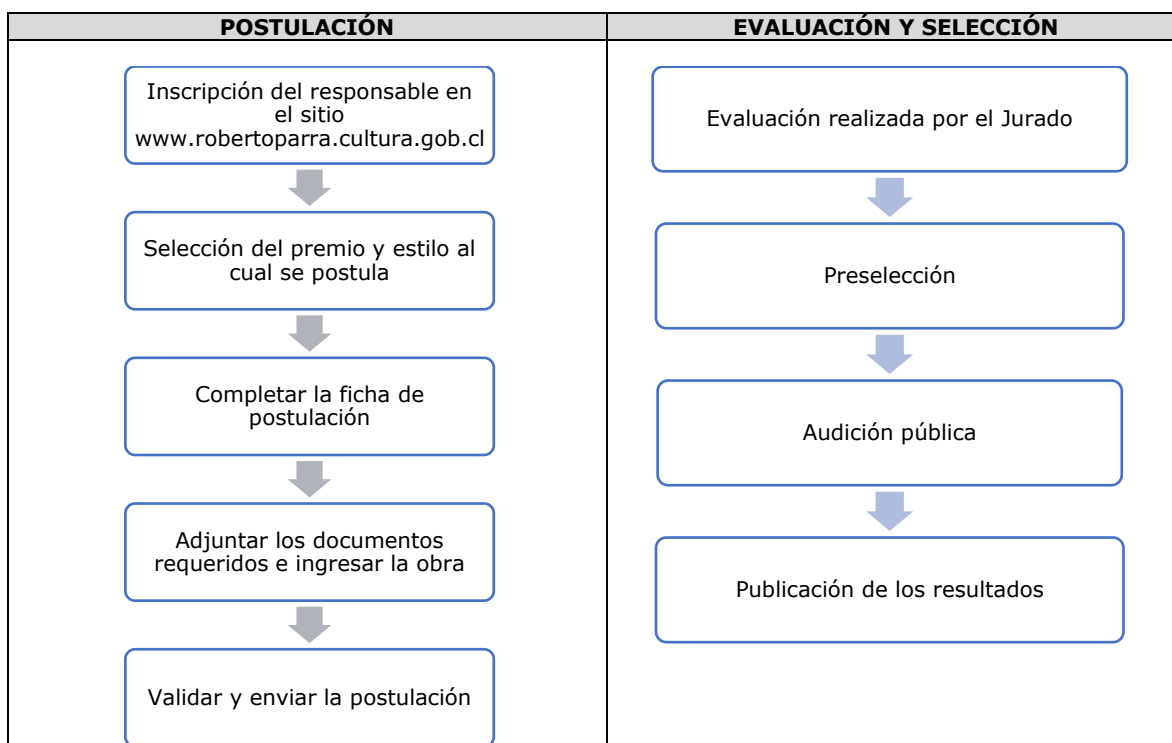 POSTULACIÓN
Inscripción del responsable en
el sitio
www.robertoparra.cultura.gob.cl
Selección del premio y estilo al
cual se postula
Completar la ficha de
postulación
Adjuntar los documentos
requeridos e ingresar la obra
Validar y enviar la postulación
EVALUACIÓN Y SELECCIÓN
Evaluación realizada por el Jurado
Preselección
Audición pública
Publicación de los resultados